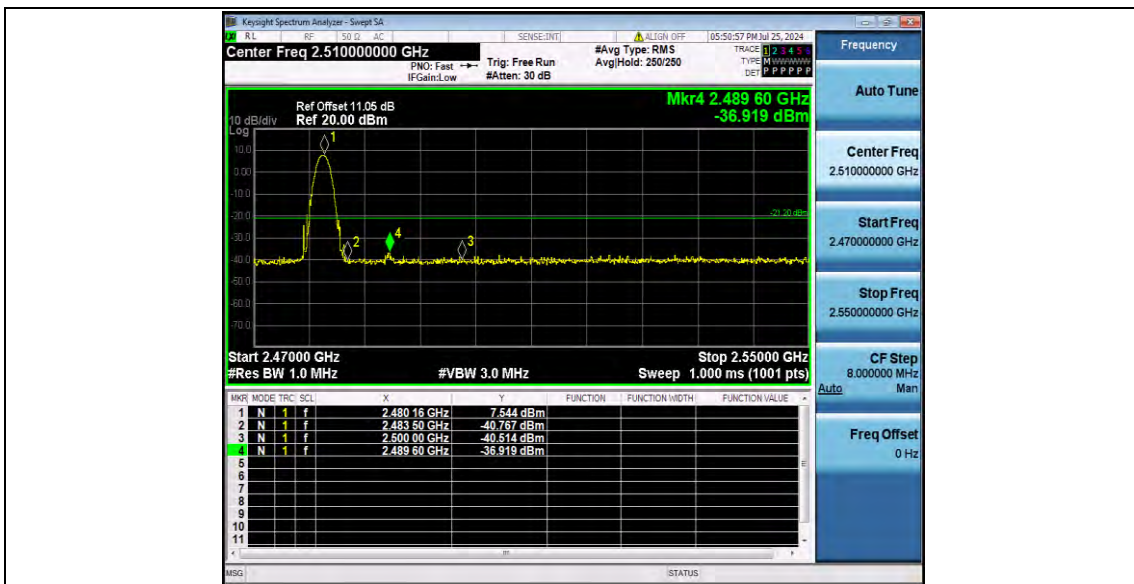 Keysight Spectrum Analyzer - Swept SA
RL RF 50 Ω AC SENSE:INT ALIGN OFF 05:50:57 PM Jul 25, 2024
Center Freq 2.510000000 GHz
PNO: Fast
IFGain:Low
Trig: Free Run
#Atten: 30 dB
#Avg Type: RMS
Avg|Hold: 250/250
TRACE 1 2 3 4 5 6
TYPE M W W W W W
DET P P P P P P
Frequency
Mkr4 2.489 60 GHz
-36.919 dBm
Ref Offset 11.05 dB
10 dB/div Ref 20.00 dBm
Log
10.0
0.00
-10.0
-20.0
-30.0
-40.0
-50.0
-60.0
-70.0
1
2
4
3
-21.20 dBm
Start 2.47000 GHz Stop 2.55000 GHz
#Res BW 1.0 MHz #VBW 3.0 MHz Sweep 1.000 ms (1001 pts)
MKR MODE TRC SCL X Y FUNCTION FUNCTION WIDTH FUNCTION VALUE
1 N 1 f 2.480 16 GHz 7.544 dBm
2 N 1 f 2.483 50 GHz -40.767 dBm
3 N 1 f 2.500 00 GHz -40.514 dBm
4 N 1 f 2.489 60 GHz -36.919 dBm
5
6
7
8
9
10
11
MSG STATUS
Auto Tune
Center Freq
2.510000000 GHz
Start Freq
2.470000000 GHz
Stop Freq
2.550000000 GHz
CF Step
8.000000 MHz
Auto Man
Freq Offset
0 Hz